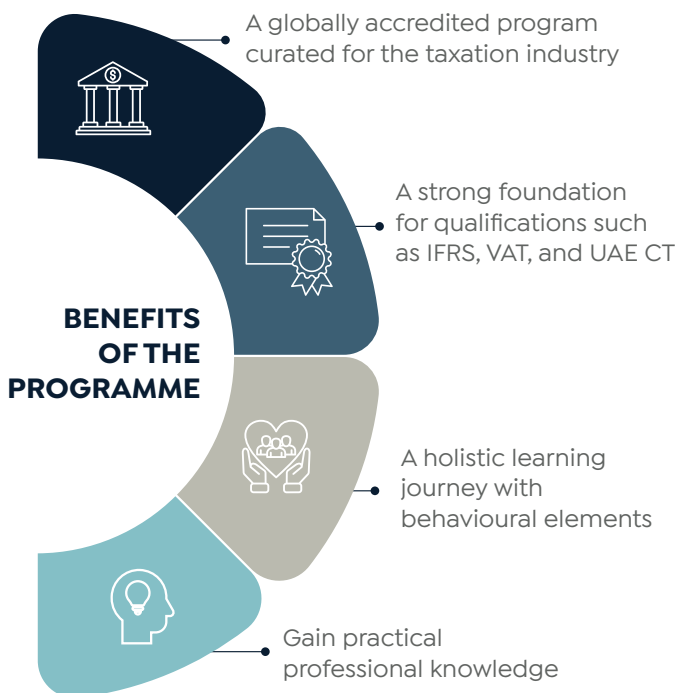 A globally accredited program
curated for the taxation industry
A strong foundation
for qualifications such
as IFRS, VAT, and UAE CT
BENEFITS
OF THE
PROGRAMME
A holistic learning
journey with
behavioural elements
Gain practical
professional knowledge
$